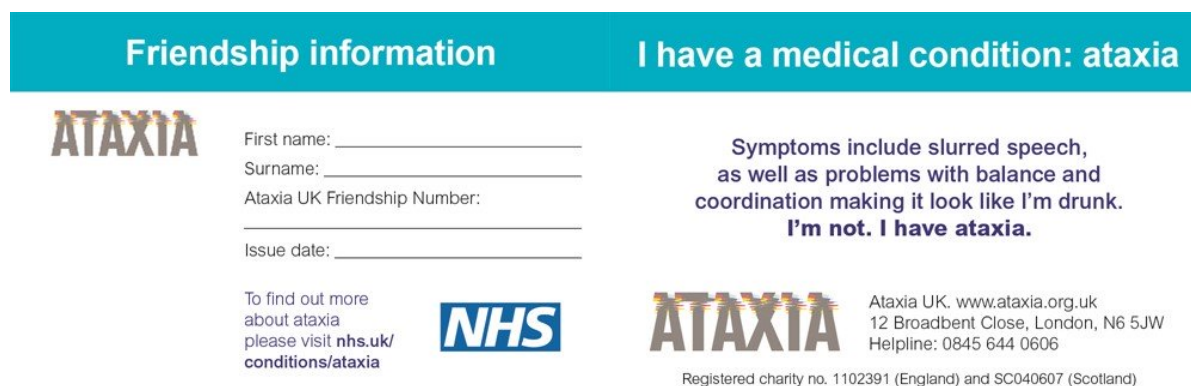 Friendship information
ATAXIA
First name:
Surname:
Ataxia UK Friendship Number:
Issue date:
To find out more
about ataxia
please visit nhs.uk/
conditions/ataxia
NHS
I have a medical condition: ataxia
Symptoms include slurred speech,
as well as problems with balance and
coordination making it look like I'm drunk.
I'm not. I have ataxia.
ATAXIA
Ataxia UK. www.ataxia.org.uk
12 Broadbent Close, London, N6 5JW
Helpline: 0845 644 0606
Registered charity no. 1102391 (England) and SC040607 (Scotland)